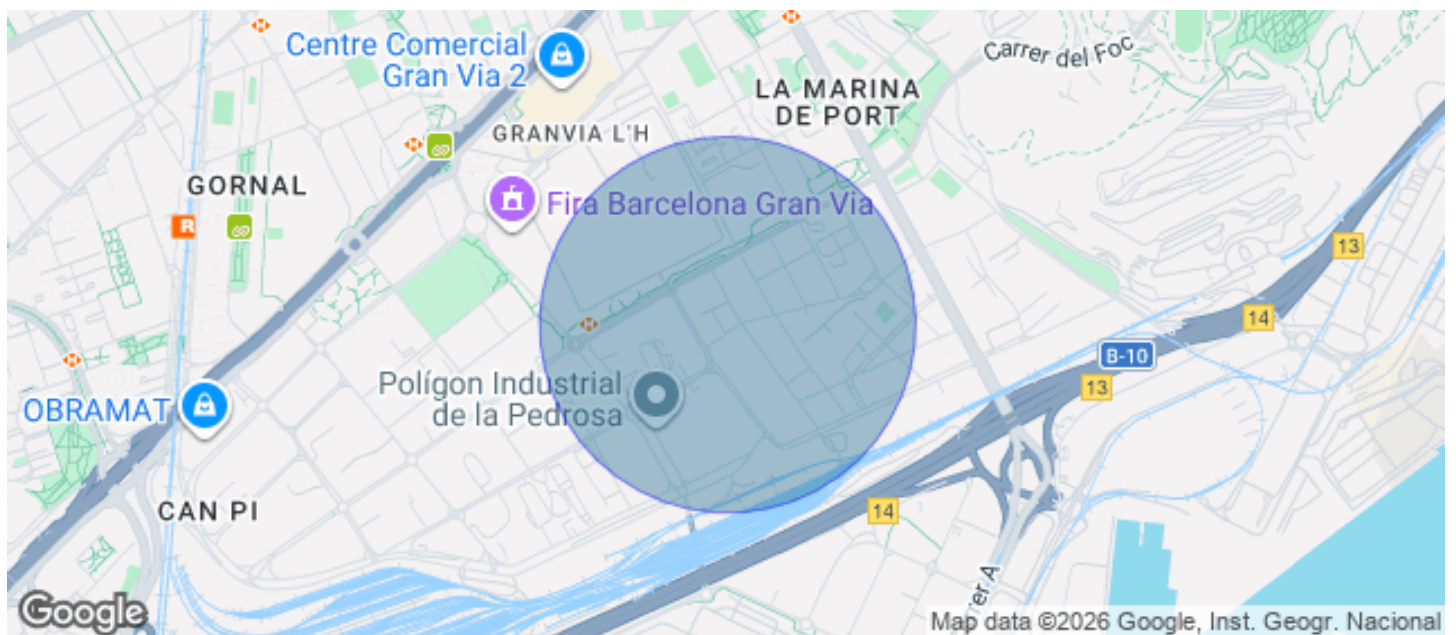 Centre Comercial
Gran Via 2
Carrer del Foc
LA MARINA
DE PORT
GRANVIA L'H
GORNAL
R
Fira Barcelona Gran Via
13
14
B-10
13
Polígon Industrial
de la Pedrosa
OBRAMAT
CAN PI
14
rer A
Google
Map data ©2026 Google, Inst. Geogr. Nacional